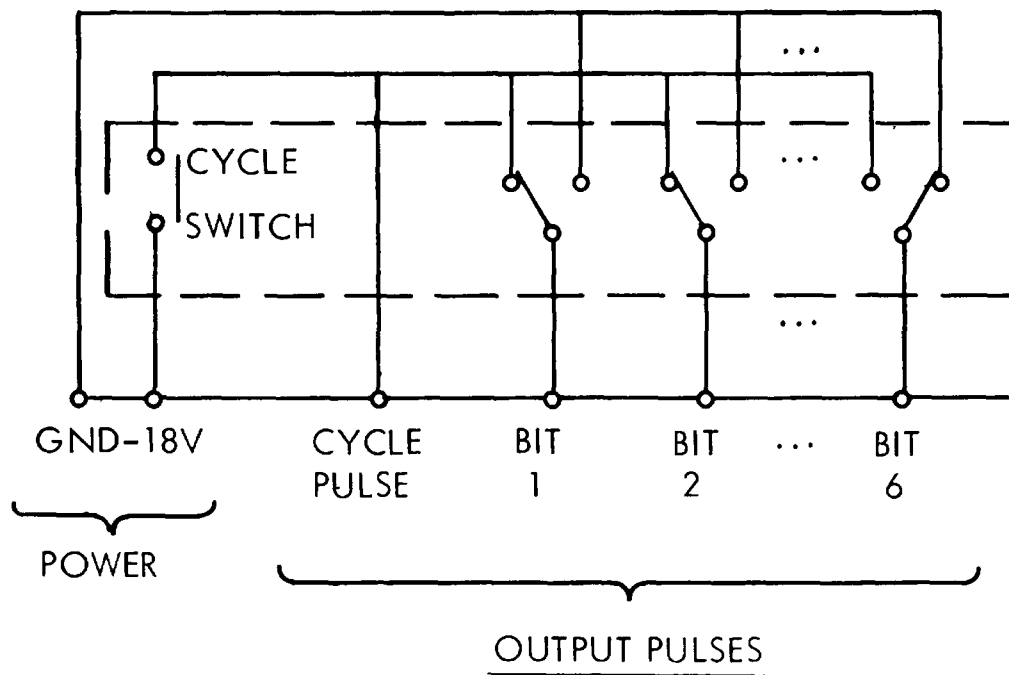 ...
...
CYCLE
SWITCH
...
GND-18V CYCLE BIT BIT ... BIT
PULSE 1 2 6
POWER
OUTPUT PULSES